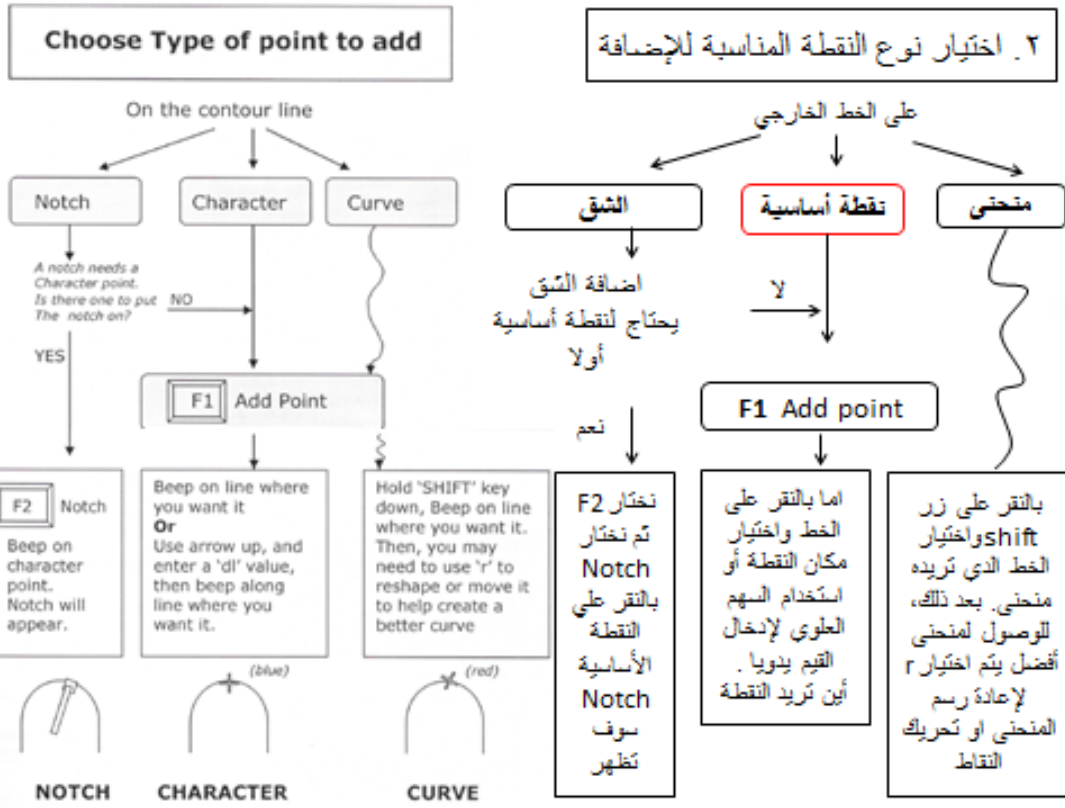 Choose Type of point to add
On the contour line
Notch
Character
Curve
A notch needs a
Character point.
Is there one to put
The notch on?
NO
YES
F1 Add Point
F2 Notch
Beep on
character
point.
Notch will
appear.
Beep on line where
you want it
Or
Use arrow up, and
enter a 'dl' value,
then beep along
line where you
want it.
Hold 'SHIFT' key
down, Beep on line
where you want it.
Then, you may
need to use 'r' to
reshape or move it
to help create a
better curve
(blue)
(red)
NOTCH
CHARACTER
CURVE
٢. اختيار نوع النقطة المناسبة للإضافة
على الخط الخارجي
منحنى
نقطة أساسية
الشق
اضافة الشق
يحتاج لنقطة أساسية
أولا
لا
نعم
F1 Add point
بالنقر على زر
shift واختيار
الخط الذي تريده
منحنى. بعد ذلك،
للوصول لمنحنى
أفضل يتم اختيار r
لإعادة رسم
المنحنى او تحريك
النقاط
اما بالنقر على
الخط واختيار
مكان النقطة أو
استخدام السهم
العلوي لإدخال
القيم يدويا .
أين تريد النقطة
نختار F2
ثم نختار
Notch
بالنقر علي
النقطة
الأساسية
Notch
سوف
تظهر